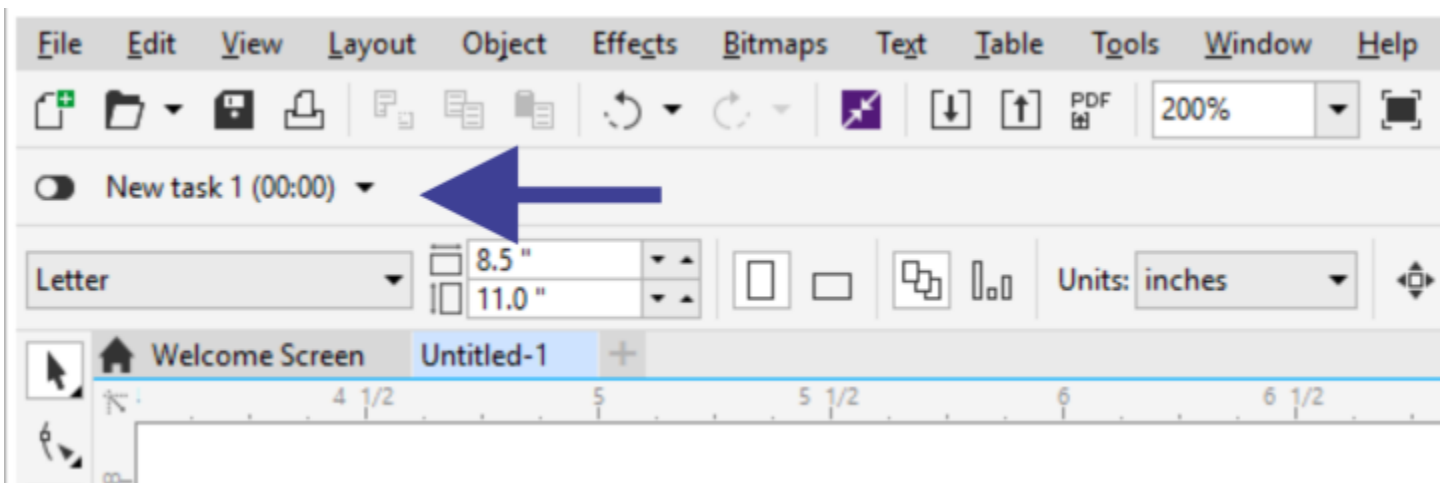 File Edit View Layout Object Effects Bitmaps Text Table Tools Window Help
PDF 200%
New task 1 (00:00)
Letter 8.5 " Units: inches
11.0 "
Welcome Screen Untitled-1
4 1/2 5 5 1/2 6 6 1/2
8